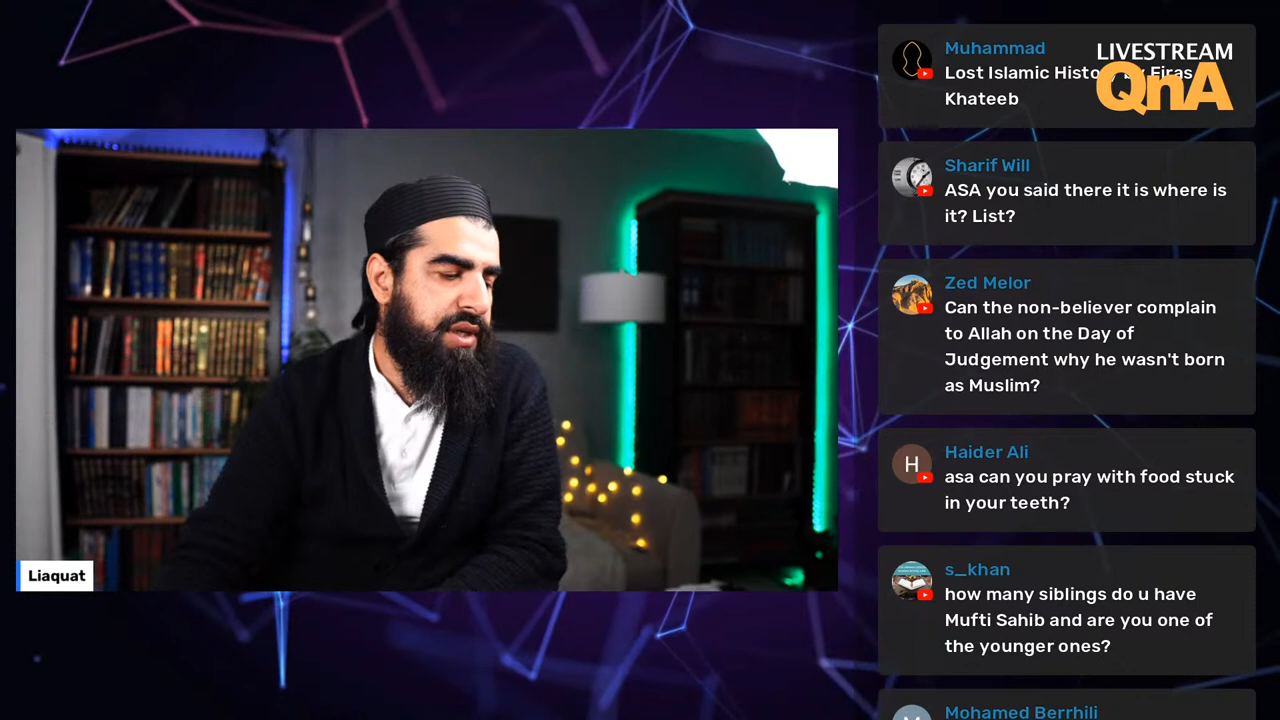 Muhammad
LIVESTREAM
QnA
Lost Islamic History by Firas
Khateeb
Sharif Will
ASA you said there it is where is
it? List?
Zed Melor
Can the non-believer complain
to Allah on the Day of
Judgement why he wasn't born
as Muslim?
H
Haider Ali
asa can you pray with food stuck
in your teeth?
s_khan
how many siblings do u have
Mufti Sahib and are you one of
the younger ones?
Mohamed Berrhili
Liaquat